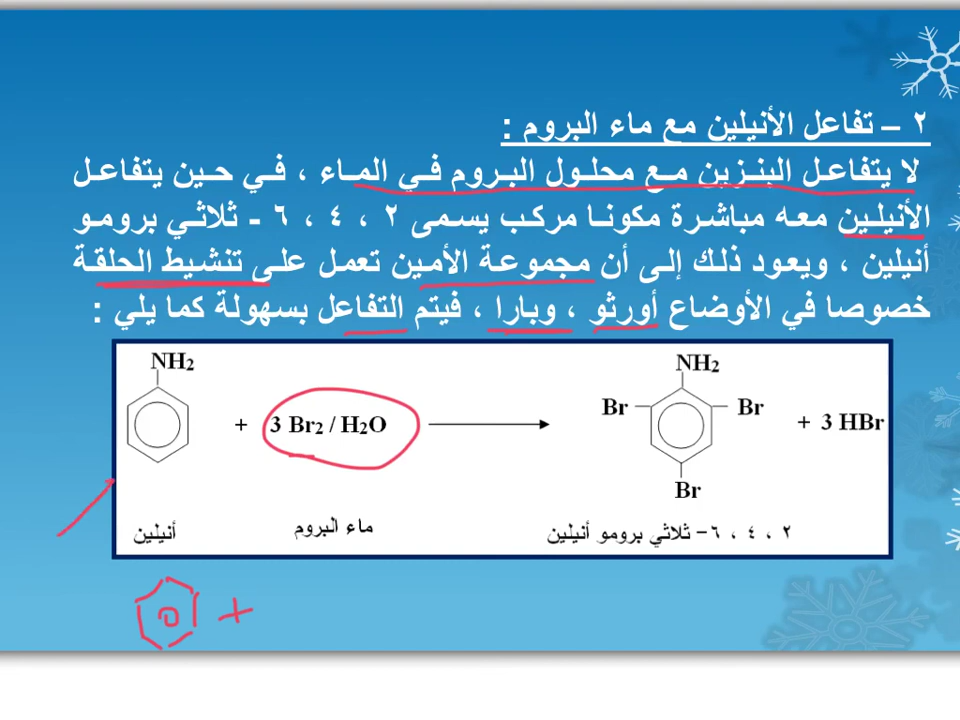 ٢ – تفاعل الأنيلين مع ماء البروم :
لا يتفاعل البنزين مع محلول البروم في الماء ، في حين يتفاعل
الأنيلين معه مباشرة مكونا مركب يسمى ٢ ، ٤ ، ٦ - ثلاثي برومو
أنيلين ، ويعود ذلك إلى أن مجموعة الأمين تعمل على تنشيط الحلقة
خصوصا في الأوضاع أورثو ، وبارا ، فيتم التفاعل بسهولة كما يلي :
NH2
NH2
Br
Br
+ 3 Br2 / H2O
+ 3 HBr
Br
أنيلين
ماء البروم
٢ ، ٤ ، ٦– ثلاثي برومو أنيلين
+